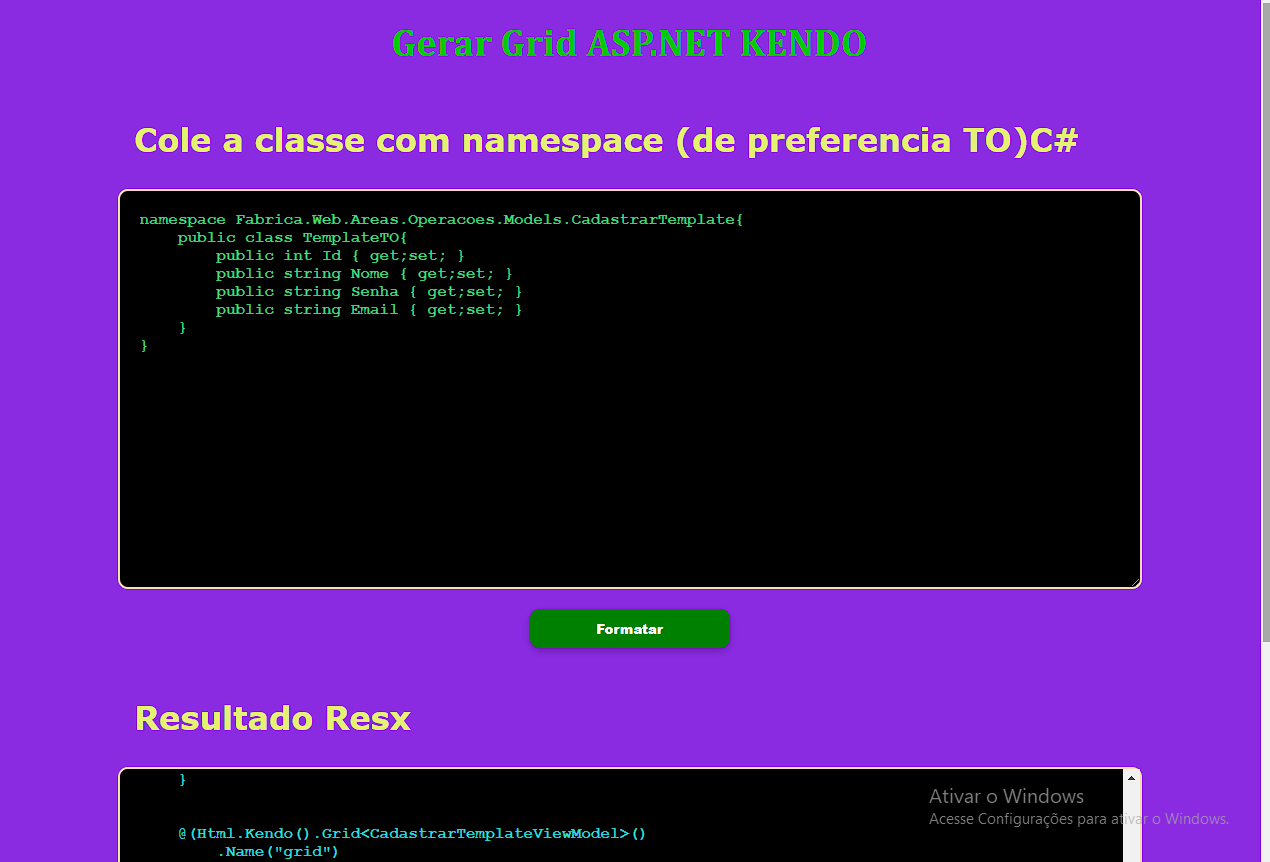 Gerar Grid ASP.NET KENDO
Cole a classe com namespace (de preferencia TO)C#
namespace Fabrica.Web.Areas.Operacoes.Models.CadastrarTemplate{
    public class TemplateTO{
        public int Id { get;set; }
        public string Nome { get;set; }
        public string Senha { get;set; }
        public string Email { get;set; }
    }
}
Formatar
Resultado Resx
    }
    @(Html.Kendo().Grid<CadastrarTemplateViewModel>()
        .Name("grid")
Ativar o Windows
Acesse Configurações para ativar o Windows.